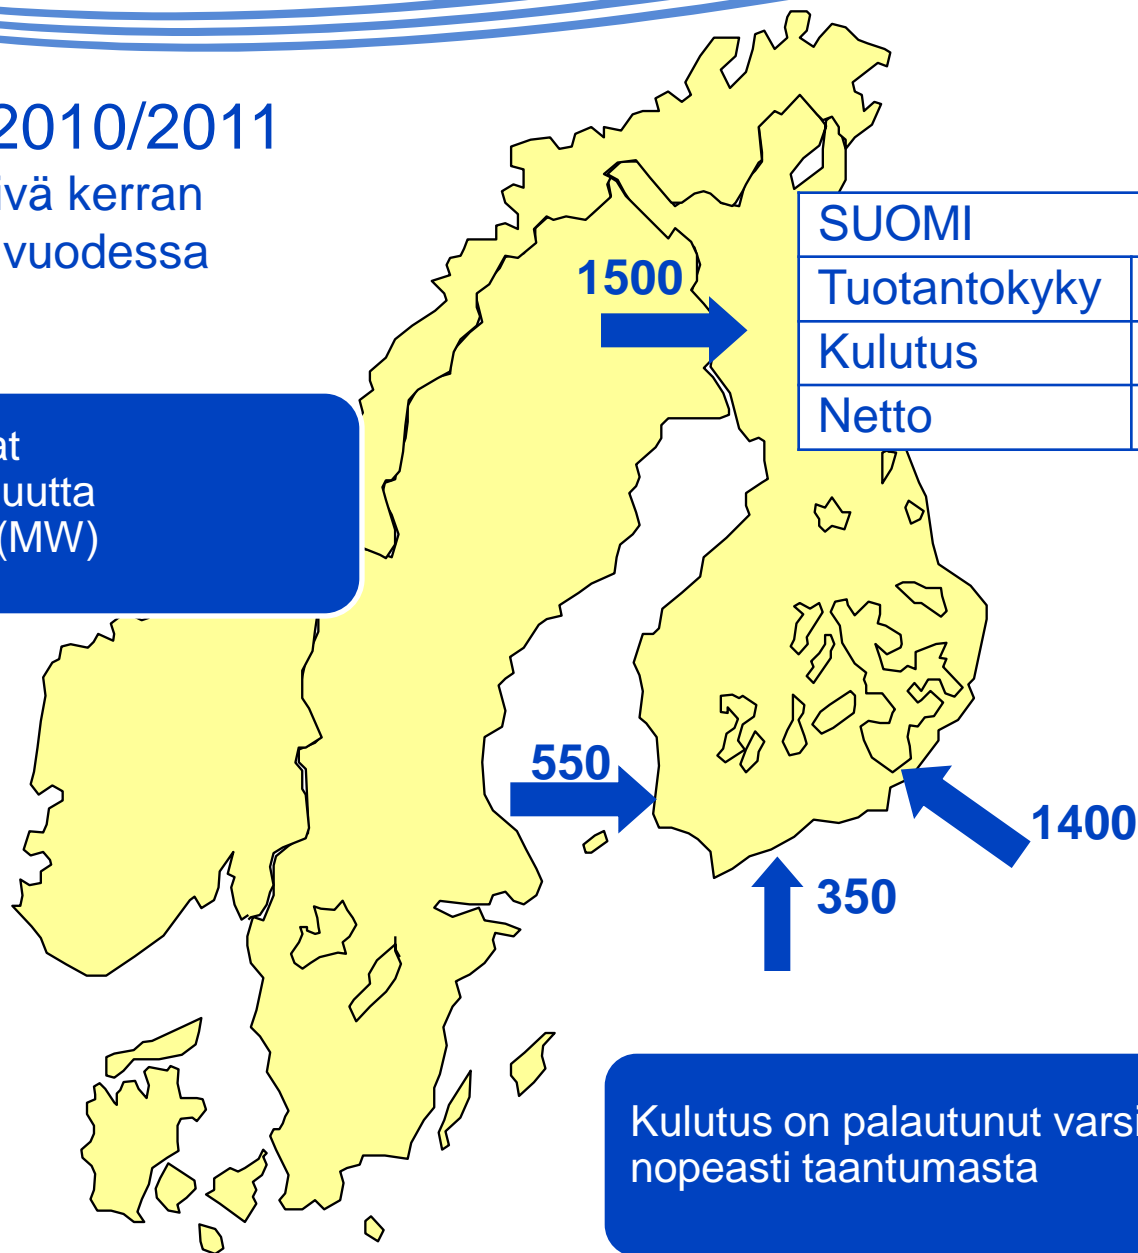 2010/2011
ivä kerran
vuodessa
1500
SUOMI
Tuotantokyky
Kulutus
Netto
at
uutta
(MW)
550
1400
350
Kulutus on palautunut varsi
nopeasti taantumasta